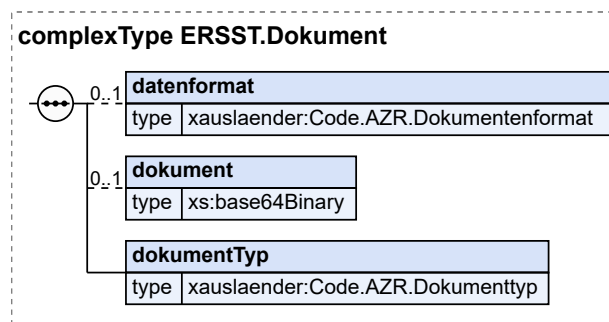 complexType ERSST.Dokument
0..1
datenformat
type xauslaender:Code.AZR.Dokumentenformat
0..1
dokument
type xs:base64Binary
dokumentTyp
type xauslaender:Code.AZR.Dokumenttyp